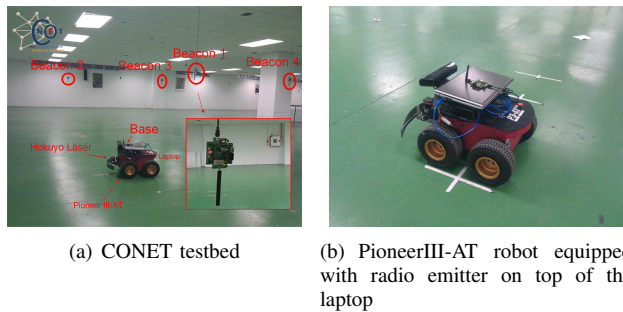 CONET
Beacon 2
Beacon 3
Beacon 1
Beacon 4
Base
Hokuyo Laser
Laptop
Pioneer III-AT
(a) CONET testbed
(b) PioneerIII-AT robot equipped
with radio emitter on top of the
laptop